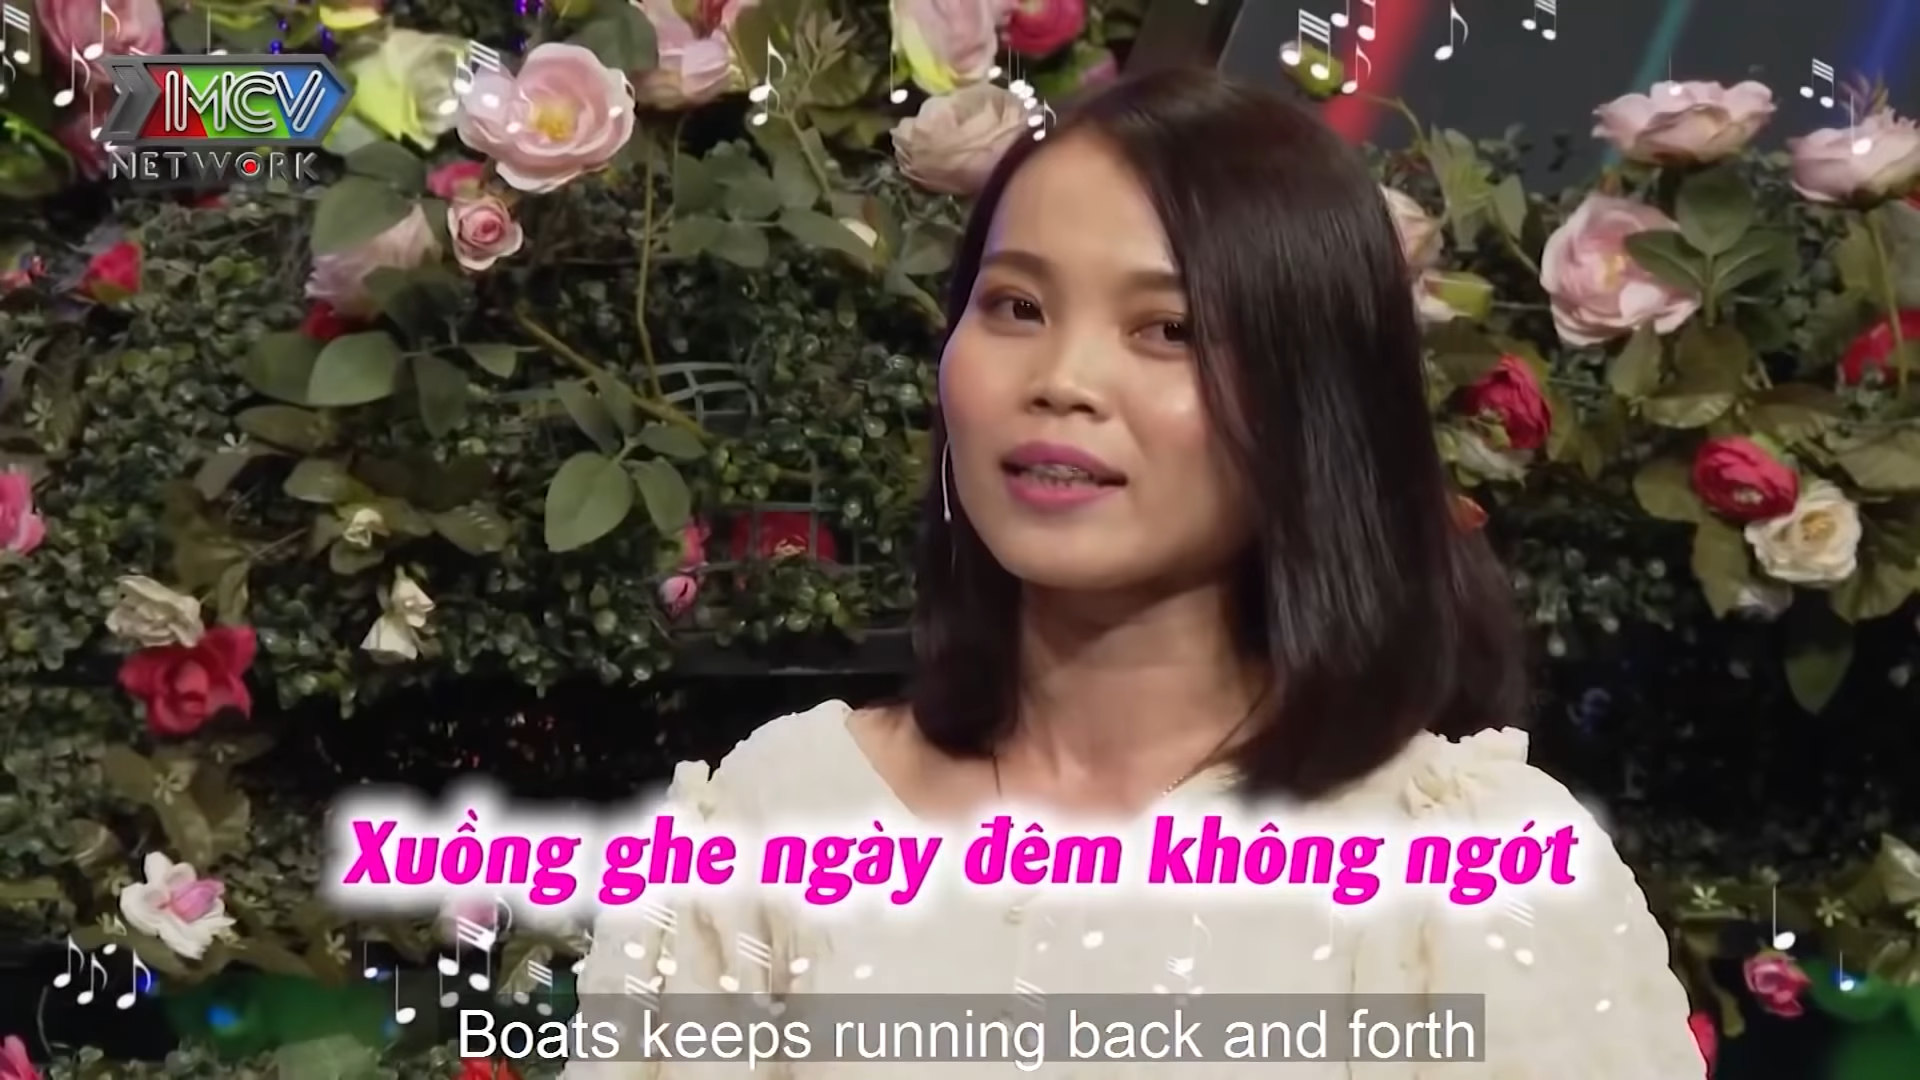 MCV
NETWORK
Xuồng ghe ngày đêm không ngớt
Boats keeps running back and forth